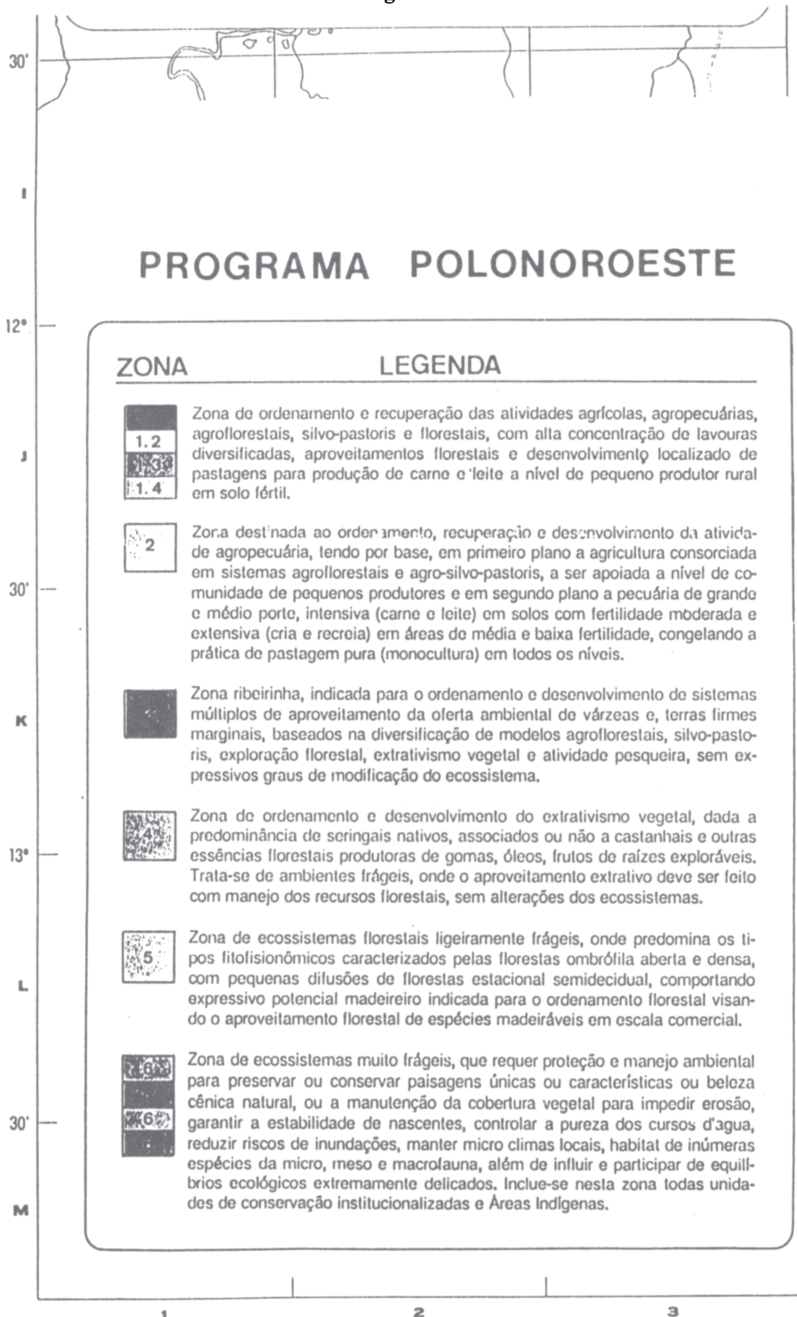 30'
I
PROGRAMA POLONOROESTE
12°
ZONA LEGENDA
Zona de ordenamento e recuperação das atividades agrícolas, agropecuárias,
1.2 agroflorestais, silvo-pastoris e florestais, com alta concentração de lavouras
J 1.3 diversificadas, aproveitamentos florestais e desenvolvimento localizado de
pastagens para produção de carne e leite a nível de pequeno produtor rural
1.4 em solo fértil.
2 Zona destinada ao ordenamento, recuperação e desenvolvimento da ativida-
de agropecuária, tendo por base, em primeiro plano a agricultura consorciada
em sistemas agroflorestais e agro-silvo-pastoris, a ser apoiada a nível de co-
30' munidade de pequenos produtores e em segundo plano a pecuária de grande
e médio porte, intensiva (carne e leite) em solos com fertilidade moderada e
extensiva (cria e recreia) em áreas de média e baixa fertilidade, congelando a
prática de pastagem pura (monocultura) em todos os níveis.
Zona ribeirinha, indicada para o ordenamento e desenvolvimento de sistemas
K múltiplos de aproveitamento da oferta ambiental de várzeas e, terras firmes
marginais, baseados na diversificação de modelos agroflorestais, silvo-pasto-
ris, exploração florestal, extrativismo vegetal e atividade pesqueira, sem ex-
pressivos graus de modificação do ecossistema.
4 Zona de ordenamento e desenvolvimento do extrativismo vegetal, dada a
predominância de seringais nativos, associados ou não a castanhais e outras
13° essências florestais produtoras de gomas, óleos, frutos de raízes exploráveis.
Trata-se de ambientes frágeis, onde o aproveitamento extrativo deve ser feito
com manejo dos recursos florestais, sem alterações dos ecossistemas.
5 Zona de ecossistemas florestais ligeiramente frágeis, onde predomina os ti-
pos fitofisionômicos caracterizados pelas florestas ombrófila aberta e densa,
L com pequenas difusões de florestas estacional semidecidual, comportando
expressivo potencial madeireiro indicada para o ordenamento florestal visan-
do o aproveitamento florestal de espécies madeiráveis em escala comercial.
6 Zona de ecossistemas muito frágeis, que requer proteção e manejo ambiental
para preservar ou conservar paisagens únicas ou características ou beleza
cênica natural, ou a manutenção da cobertura vegetal para impedir erosão,
30' 6 garantir a estabilidade de nascentes, controlar a pureza dos cursos d'agua,
reduzir riscos de inundações, manter micro climas locais, habitat de inúmeras
espécies da micro, meso e macrofauna, além de influir e participar de equilí-
brios ecológicos extremamente delicados. Inclue-se nesta zona todas unida-
M des de conservação institucionalizadas e Áreas Indígenas.
1 2 3